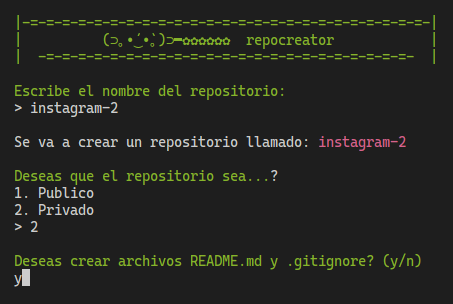 |-=-=-=-=-=-=-=-=-=-=-=-=-=-=-=-=-=-=-=-=-=-=-=-=-|
| (⊃｡•́‿•̀｡)⊃━✿✿✿✿✿✿ repocreator |
| -=-=-=-=-=-=-=-=-=-=-=-=-=-=-=-=-=-=-=-=-=-=- |
Escribe el nombre del repositorio:
> instagram-2
Se va a crear un repositorio llamado: instagram-2
Deseas que el repositorio sea...?
1. Publico
2. Privado
> 2
Deseas crear archivos README.md y .gitignore? (y/n)
y